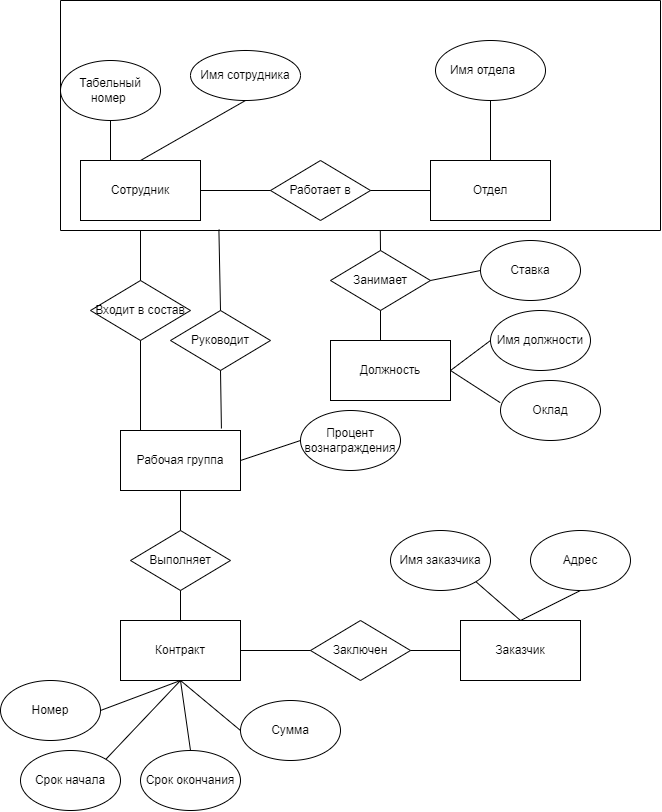 Имя отдела
Имя сотрудника
Табельный
номер
Сотрудник
Работает в
Отдел
Занимает
Ставка
Входит в состав
Руководит
Имя должности
Должность
Оклад
Процент
вознаграждения
Рабочая группа
Выполняет
Имя заказчика
Адрес
Контракт
Заключен
Заказчик
Номер
Сумма
Срок начала
Срок окончания